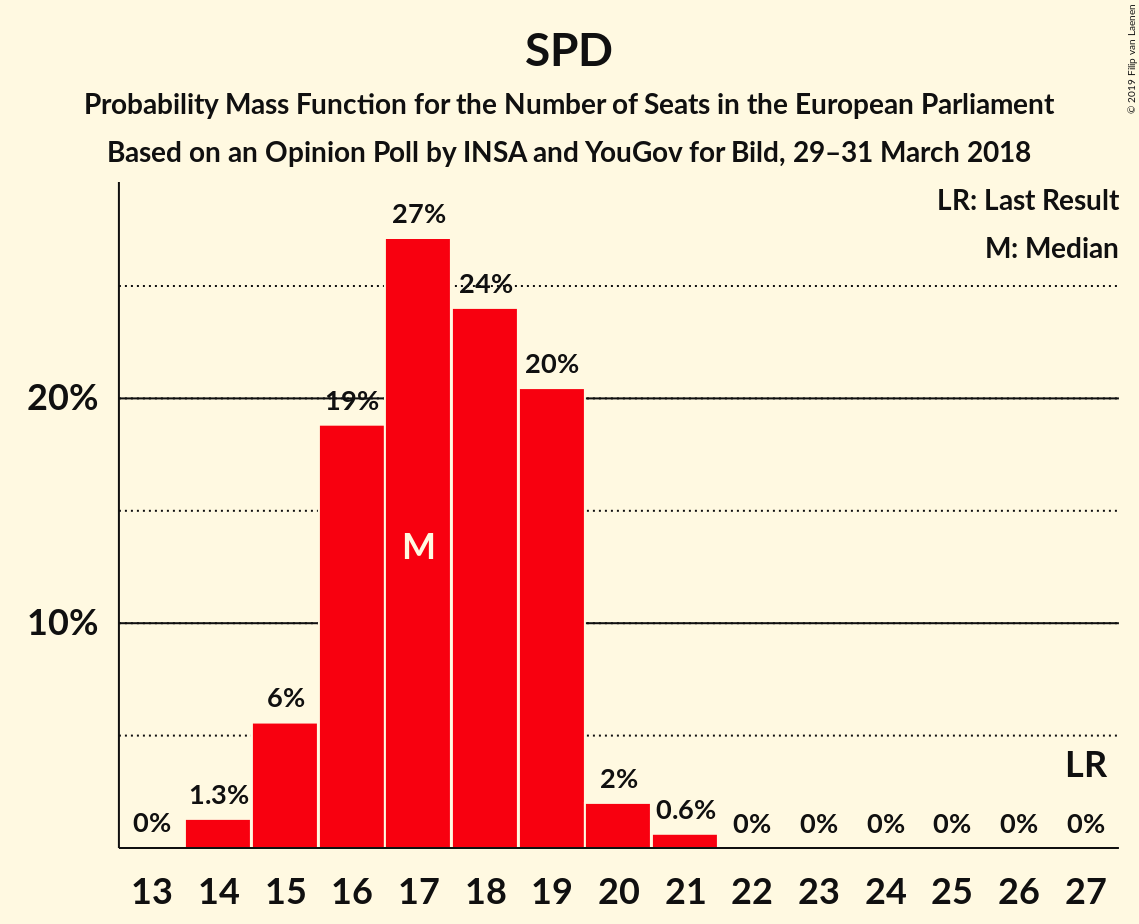 SPD
Probability Mass Function for the Number of Seats in the European Parliament
Based on an Opinion Poll by INSA and YouGov for Bild, 29–31 March 2018
© 2019 Filip van Laenen
LR: Last Result
M: Median
27%
24%
20%
19%
20%
M
10%
6%
LR
1.3%
2%
0.6%
0%
0%
0%
0%
0%
0%
0%
13 14 15 16 17 18 19 20 21 22 23 24 25 26 27